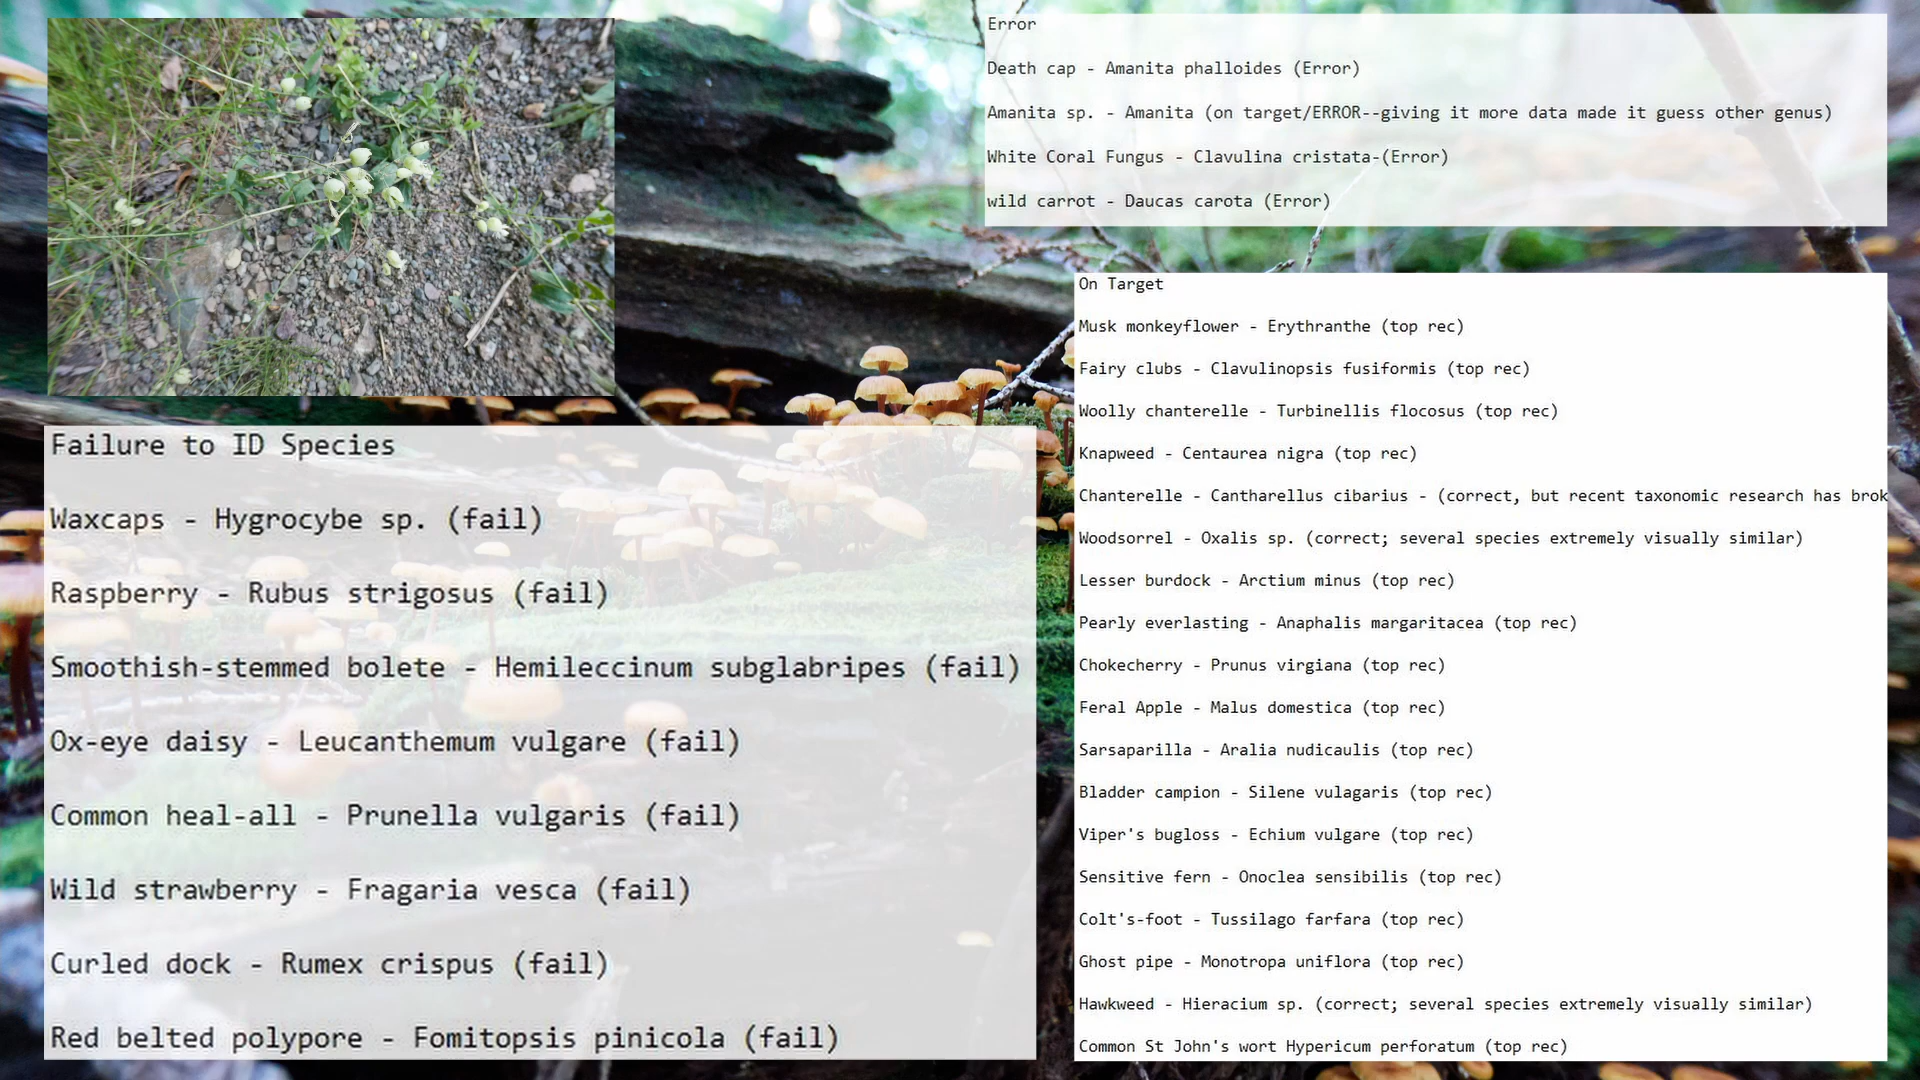 Error
Death cap - Amanita phalloides (Error)
Amanita sp. - Amanita (on target/ERROR--giving it more data made it guess other genus)
White Coral Fungus - Clavulina cristata-(Error)
wild carrot - Daucas carota (Error)
Failure to ID Species
Waxcaps - Hygrocybe sp. (fail)
Raspberry - Rubus strigosus (fail)
Smoothish-stemmed bolete - Hemileccinum subglabripes (fail)
Ox-eye daisy - Leucanthemum vulgare (fail)
Common heal-all - Prunella vulgaris (fail)
Wild strawberry - Fragaria vesca (fail)
Curled dock - Rumex crispus (fail)
Red belted polypore - Fomitopsis pinicola (fail)
On Target
Musk monkeyflower - Erythranthe (top rec)
Fairy clubs - Clavulinopsis fusiformis (top rec)
Woolly chanterelle - Turbinellis flocosus (top rec)
Knapweed - Centaurea nigra (top rec)
Chanterelle - Cantharellus cibarius - (correct, but recent taxonomic research has brok
Woodsorrel - Oxalis sp. (correct; several species extremely visually similar)
Lesser burdock - Arctium minus (top rec)
Pearly everlasting - Anaphalis margaritacea (top rec)
Chokecherry - Prunus virgiana (top rec)
Feral Apple - Malus domestica (top rec)
Sarsaparilla - Aralia nudicaulis (top rec)
Bladder campion - Silene vulagaris (top rec)
Viper's bugloss - Echium vulgare (top rec)
Sensitive fern - Onoclea sensibilis (top rec)
Colt's-foot - Tussilago farfara (top rec)
Ghost pipe - Monotropa uniflora (top rec)
Hawkweed - Hieracium sp. (correct; several species extremely visually similar)
Common St John's wort Hypericum perforatum (top rec)